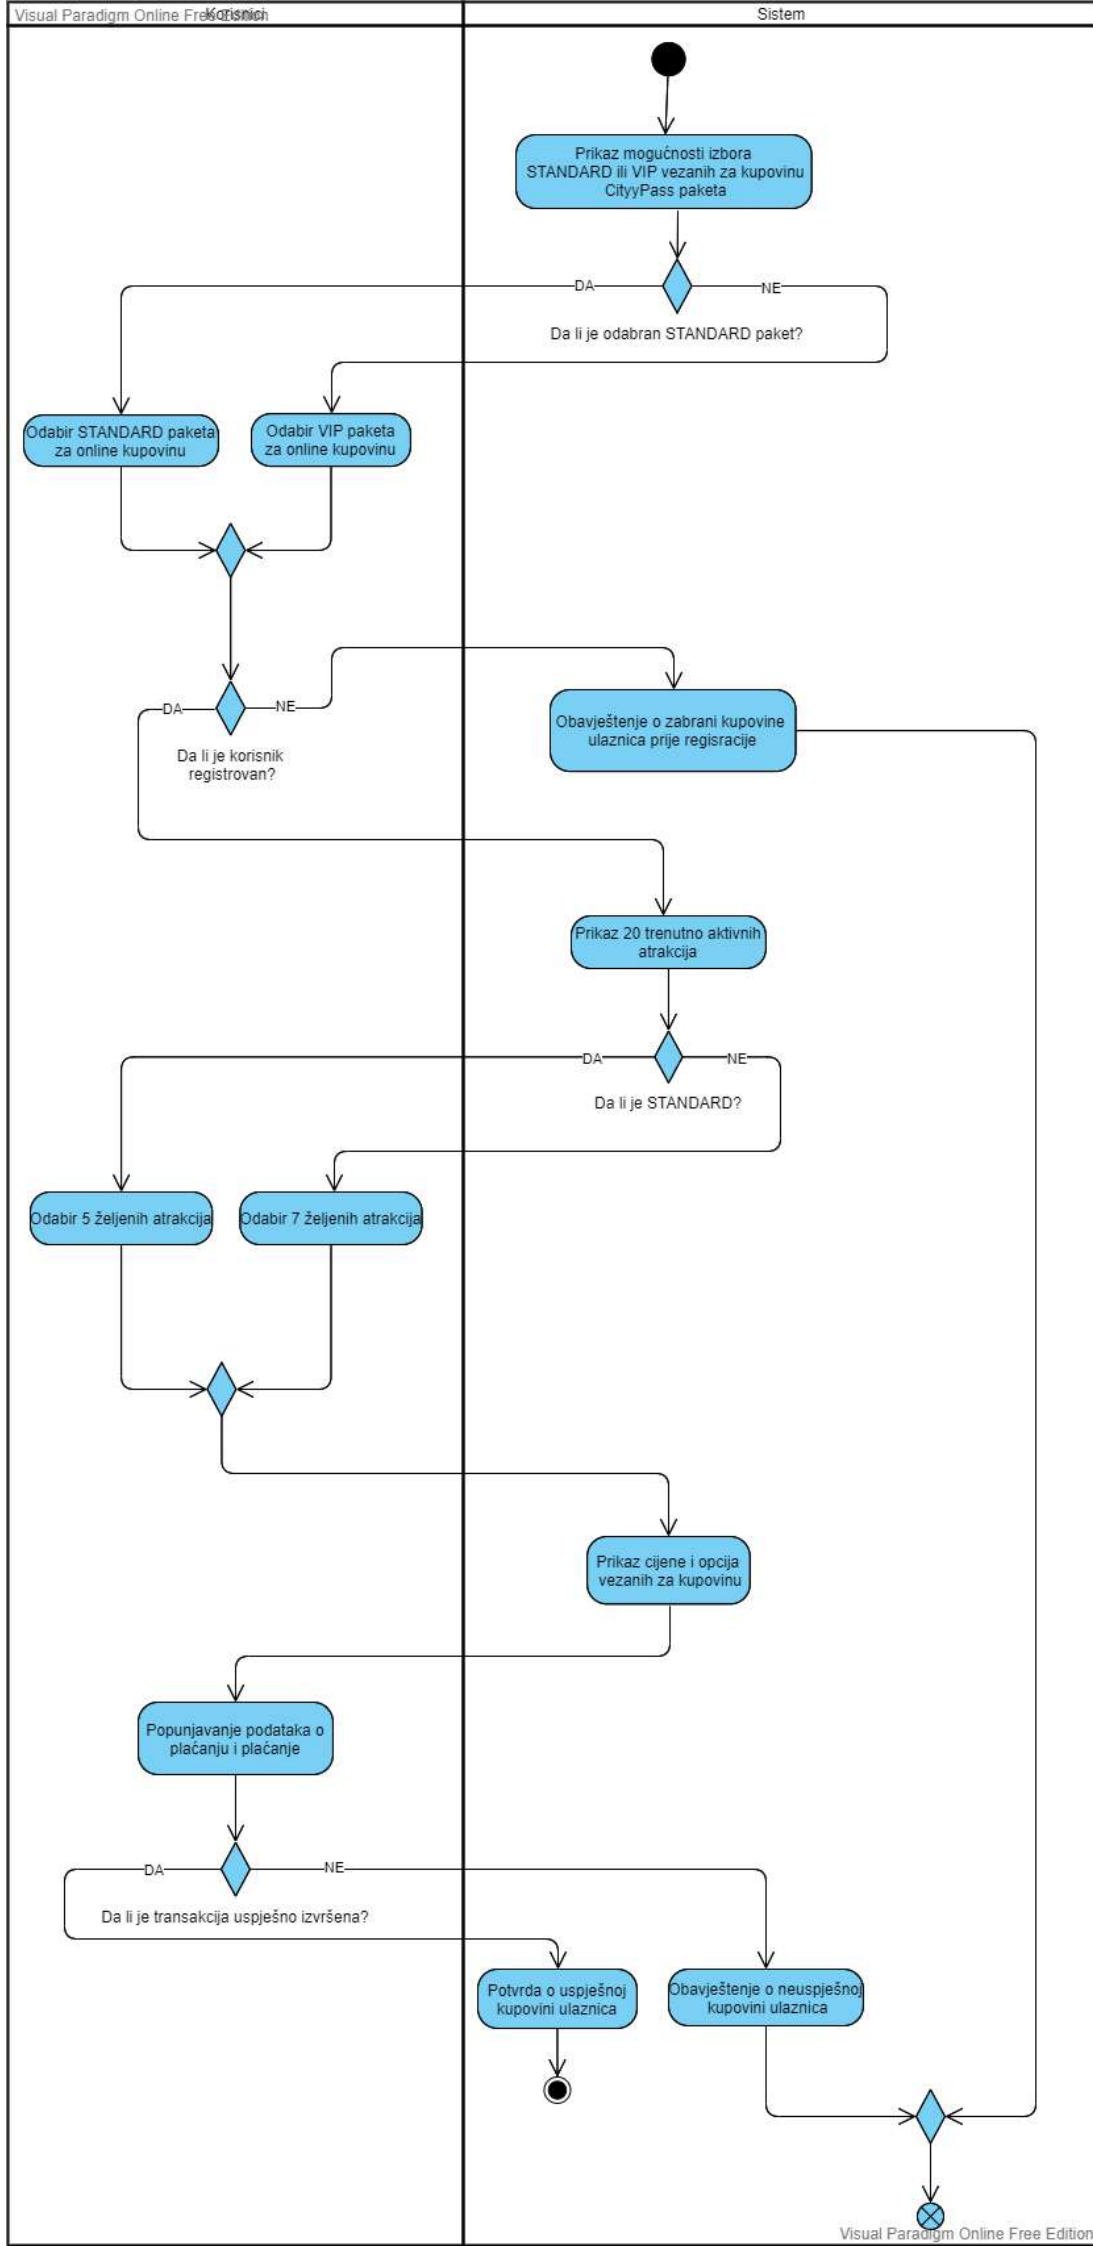 Visual Paradigm Online Free Edition
Korisnici
Sistem
Prikaz mogućnosti izbora
STANDARD ili VIP vezanih za kupovinu
CityyPass paketa
DA
NE
Da li je odabran STANDARD paket?
Odabir STANDARD paketa
za online kupovinu
Odabir VIP paketa
za online kupovinu
DA
NE
Da li je korisnik
registrovan?
Obavještenje o zabrani kupovine
ulaznica prije regisracije
Prikaz 20 trenutno aktivnih
atrakcija
DA
NE
Da li je STANDARD?
Odabir 5 željenih atrakcija
Odabir 7 željenih atrakcija
Prikaz cijene i opcija
vezanih za kupovinu
Popunjavanje podataka o
plaćanju i plaćanje
DA
NE
Da li je transakcija uspješno izvršena?
Potvrda o uspješnoj
kupovini ulaznica
Obavještenje o neuspješnoj
kupovini ulaznica
Visual Paradigm Online Free Edition